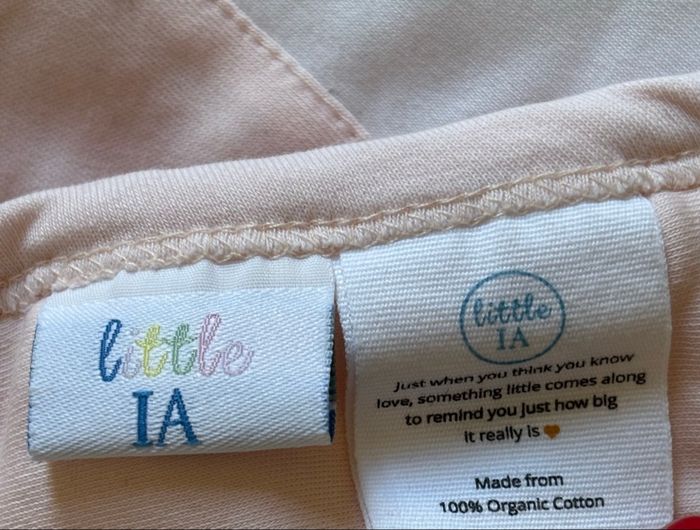 little
IA
little
IA
Just when you think you know
love, something little comes along
to remind you just how big
it really is 🧡
Made from
100% Organic Cotton